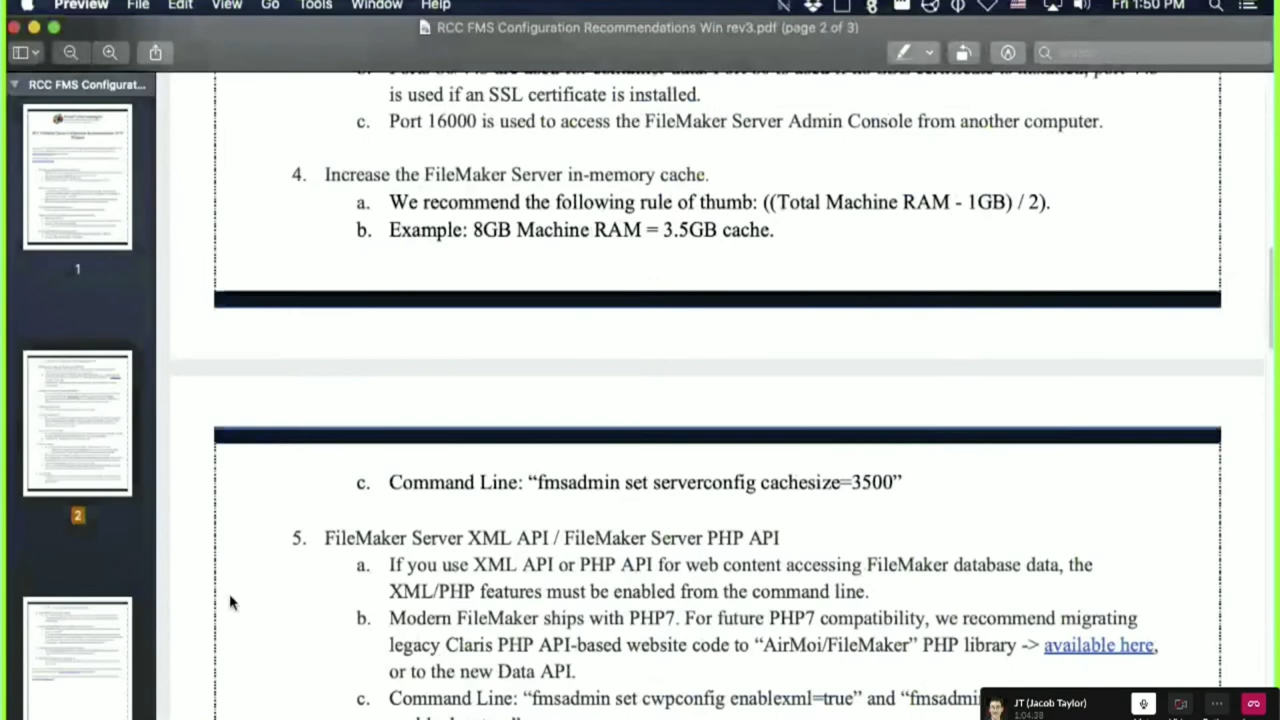 Preview File Edit View Go Tools Window Help Fri 1:50 PM
RCC FMS Configuration Recommendations Win rev3.pdf (page 2 of 3)
RCC FMS Configurat...
1
2
is used if an SSL certificate is installed.
c. Port 16000 is used to access the FileMaker Server Admin Console from another computer.
4. Increase the FileMaker Server in-memory cache.
a. We recommend the following rule of thumb: ((Total Machine RAM - 1GB) / 2).
b. Example: 8GB Machine RAM = 3.5GB cache.
c. Command Line: “fmsadmin set serverconfig cachesize=3500”
5. FileMaker Server XML API / FileMaker Server PHP API
a. If you use XML API or PHP API for web content accessing FileMaker database data, the
XML/PHP features must be enabled from the command line.
b. Modern FileMaker ships with PHP7. For future PHP7 compatibility, we recommend migrating
legacy Claris PHP API-based website code to “AirMoi/FileMaker” PHP library -> available here,
or to the new Data API.
c. Command Line: “fmsadmin set cwpconfig enablexml=true” and “fmsadmi
JT (Jacob Taylor)
1:04:38